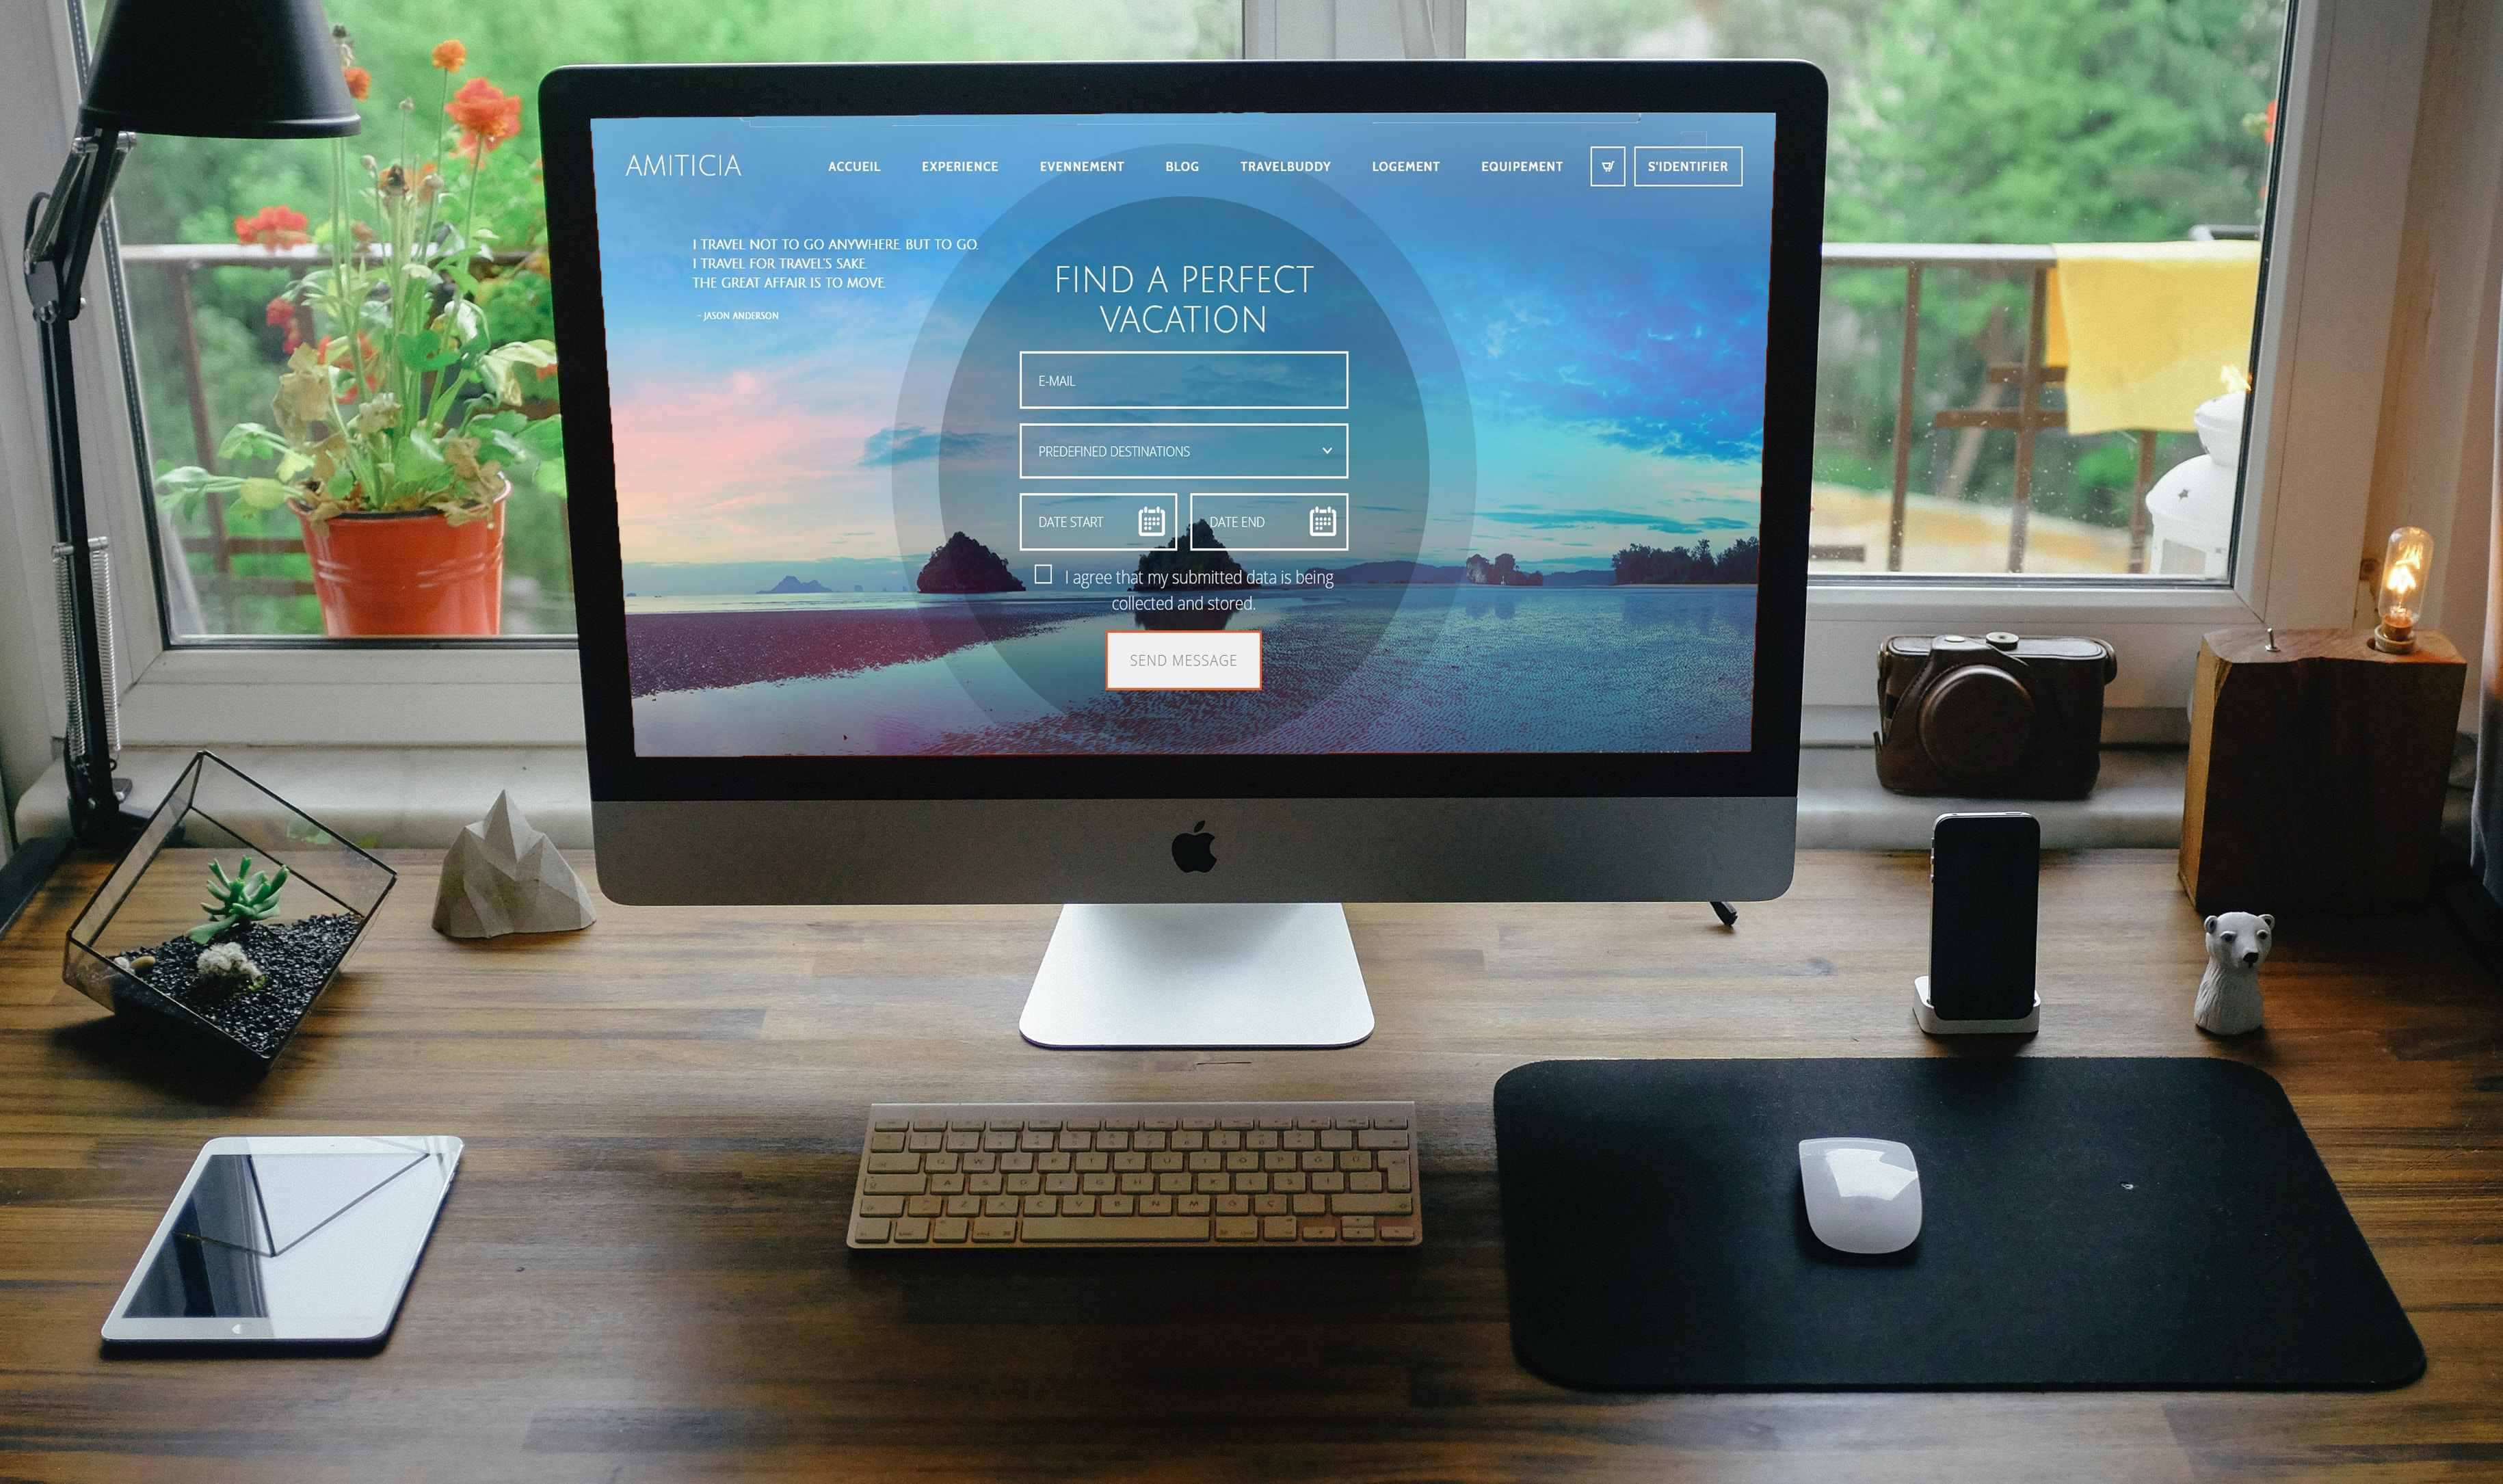 AMITICIA
ACCUEIL EXPERIENCE EVENNEMENT BLOG TRAVELBUDDY LOGEMENT EQUIPEMENT S'IDENTIFIER
I TRAVEL NOT TO GO ANYWHERE, BUT TO GO.
I TRAVEL FOR TRAVEL'S SAKE.
THE GREAT AFFAIR IS TO MOVE.
- JASON ANDERSON
FIND A PERFECT
VACATION
E-MAIL
PREDEFINED DESTINATIONS
DATE START
DATE END
I agree that my submitted data is being
collected and stored.
SEND MESSAGE